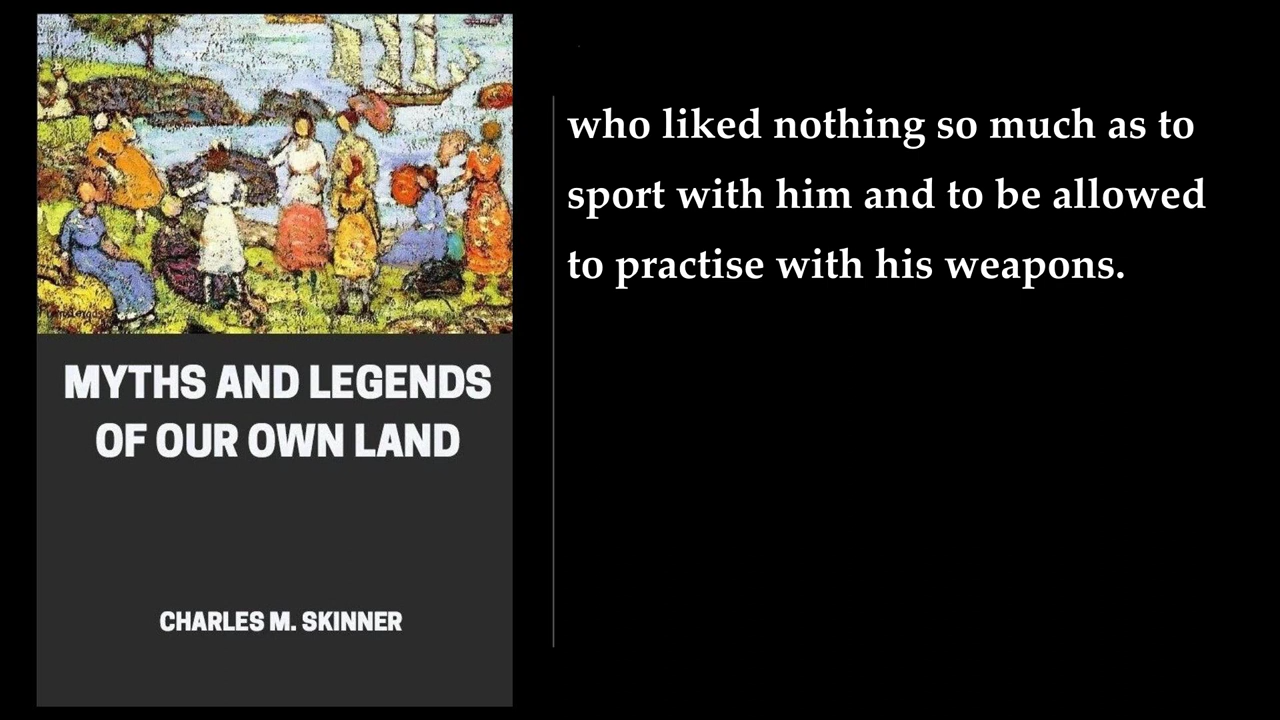 MYTHS AND LEGENDS
OF OUR OWN LAND
CHARLES M. SKINNER
who liked nothing so much as to
sport with him and to be allowed
to practise with his weapons.